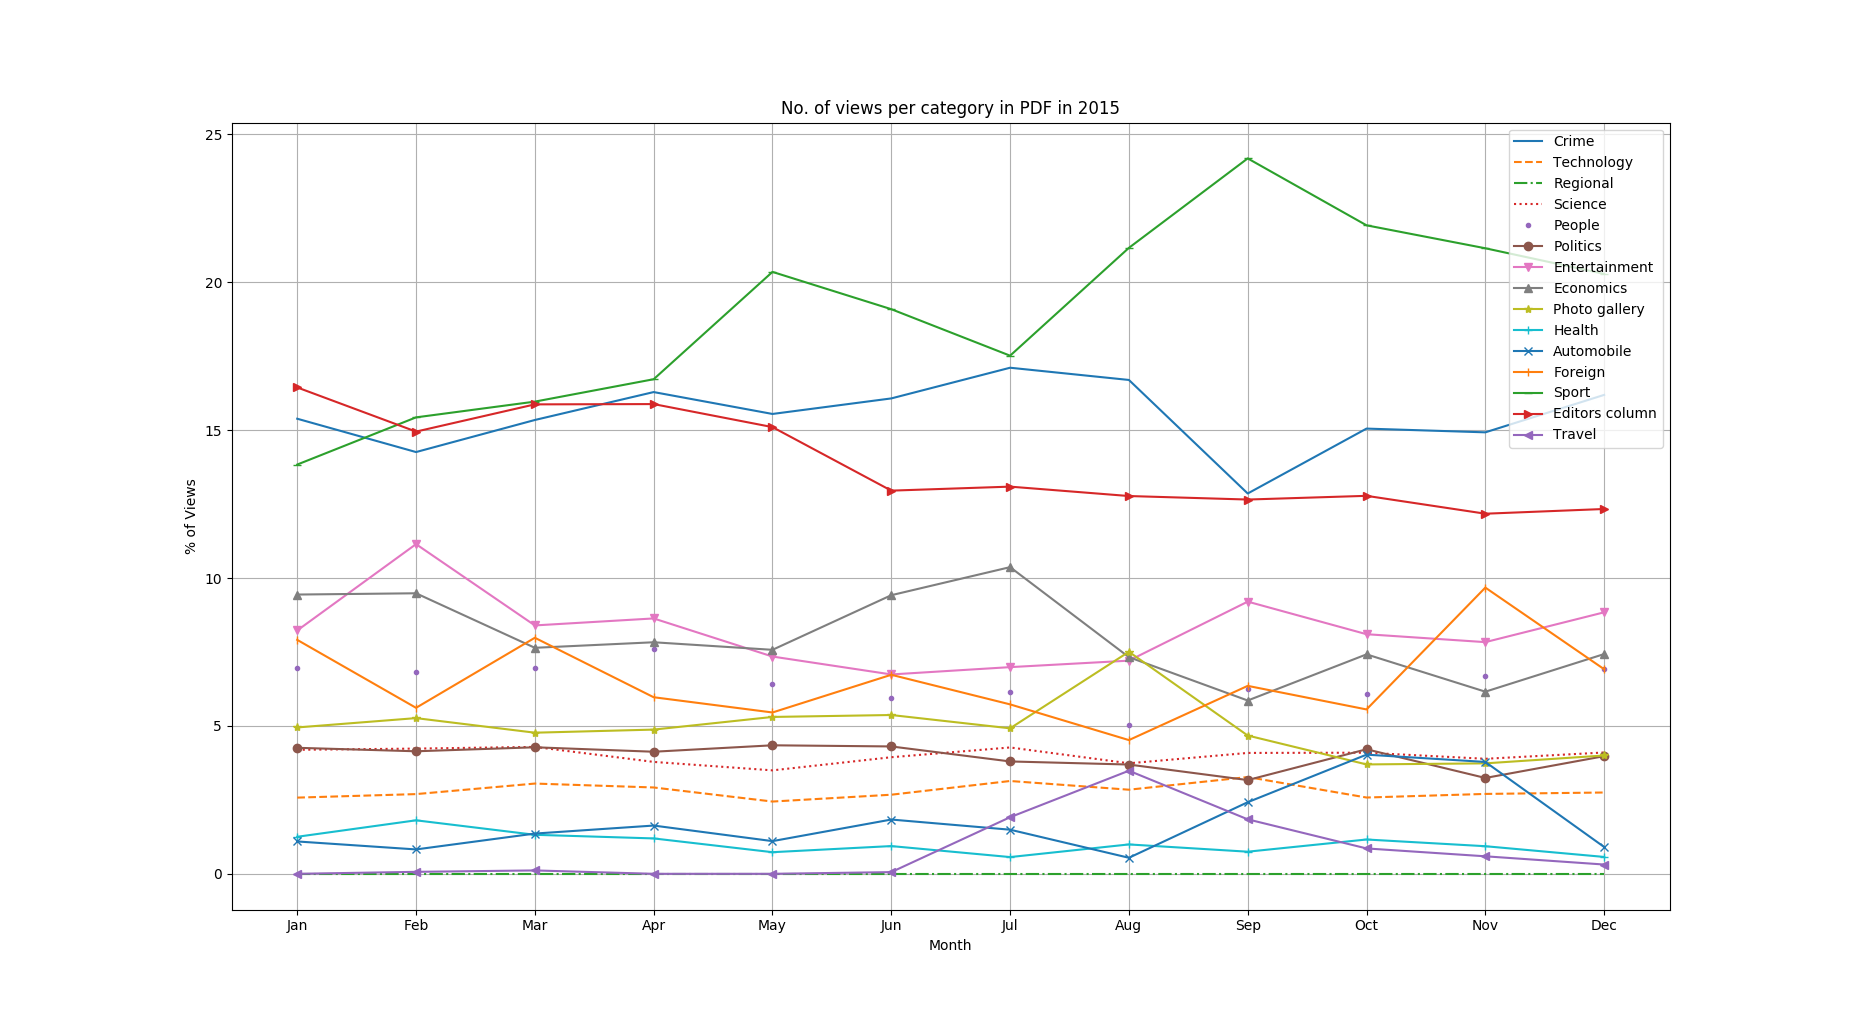 No. of views per category in PDF in 2015
25
20
15
10
5
0
% of Views
Crime
Technology
Regional
Science
People
Politics
Entertainment
Economics
Photo gallery
Health
Automobile
Foreign
Sport
Editors column
Travel
Jan Feb Mar Apr May Jun Jul Aug Sep Oct Nov Dec
Month